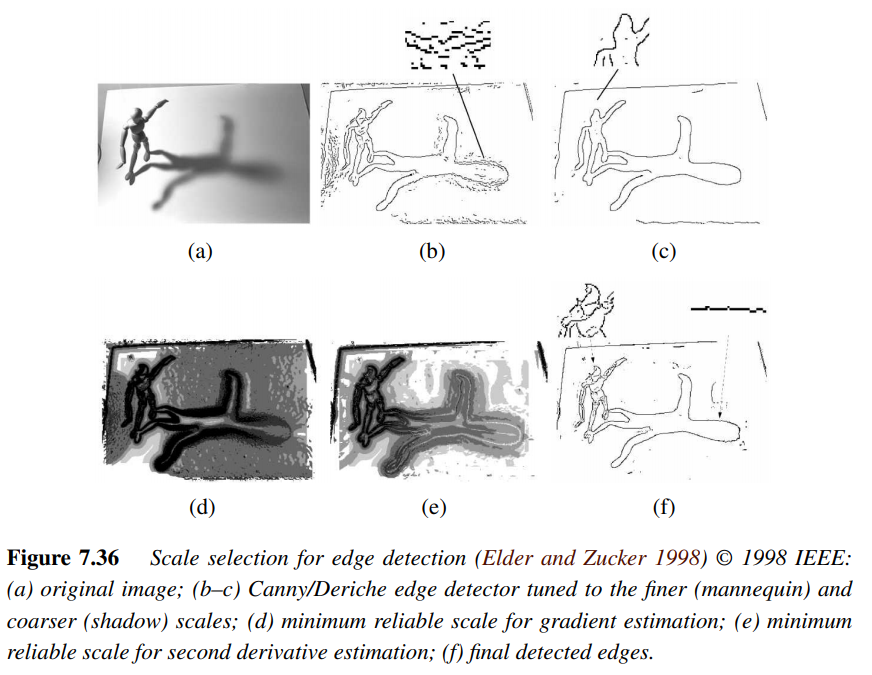 (a)
(b)
(c)
(d)
(e)
(f)
Figure 7.36 Scale selection for edge detection (Elder and Zucker 1998) © 1998 IEEE:
(a) original image; (b–c) Canny/Deriche edge detector tuned to the finer (mannequin) and
coarser (shadow) scales; (d) minimum reliable scale for gradient estimation; (e) minimum
reliable scale for second derivative estimation; (f) final detected edges.